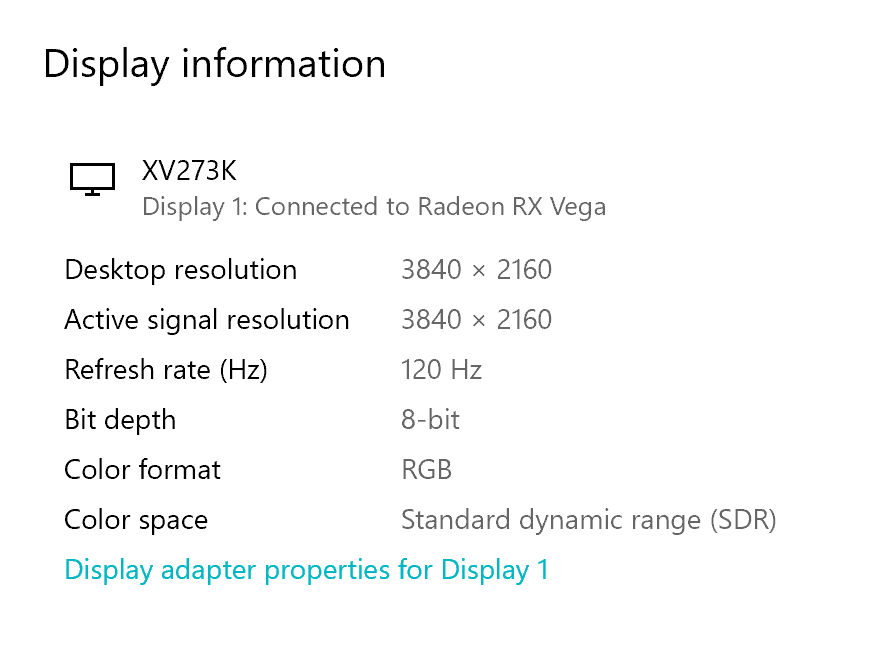 Display information
XV273K
Display 1: Connected to Radeon RX Vega
Desktop resolution 3840 × 2160
Active signal resolution 3840 × 2160
Refresh rate (Hz) 120 Hz
Bit depth 8-bit
Color format RGB
Color space Standard dynamic range (SDR)
Display adapter properties for Display 1